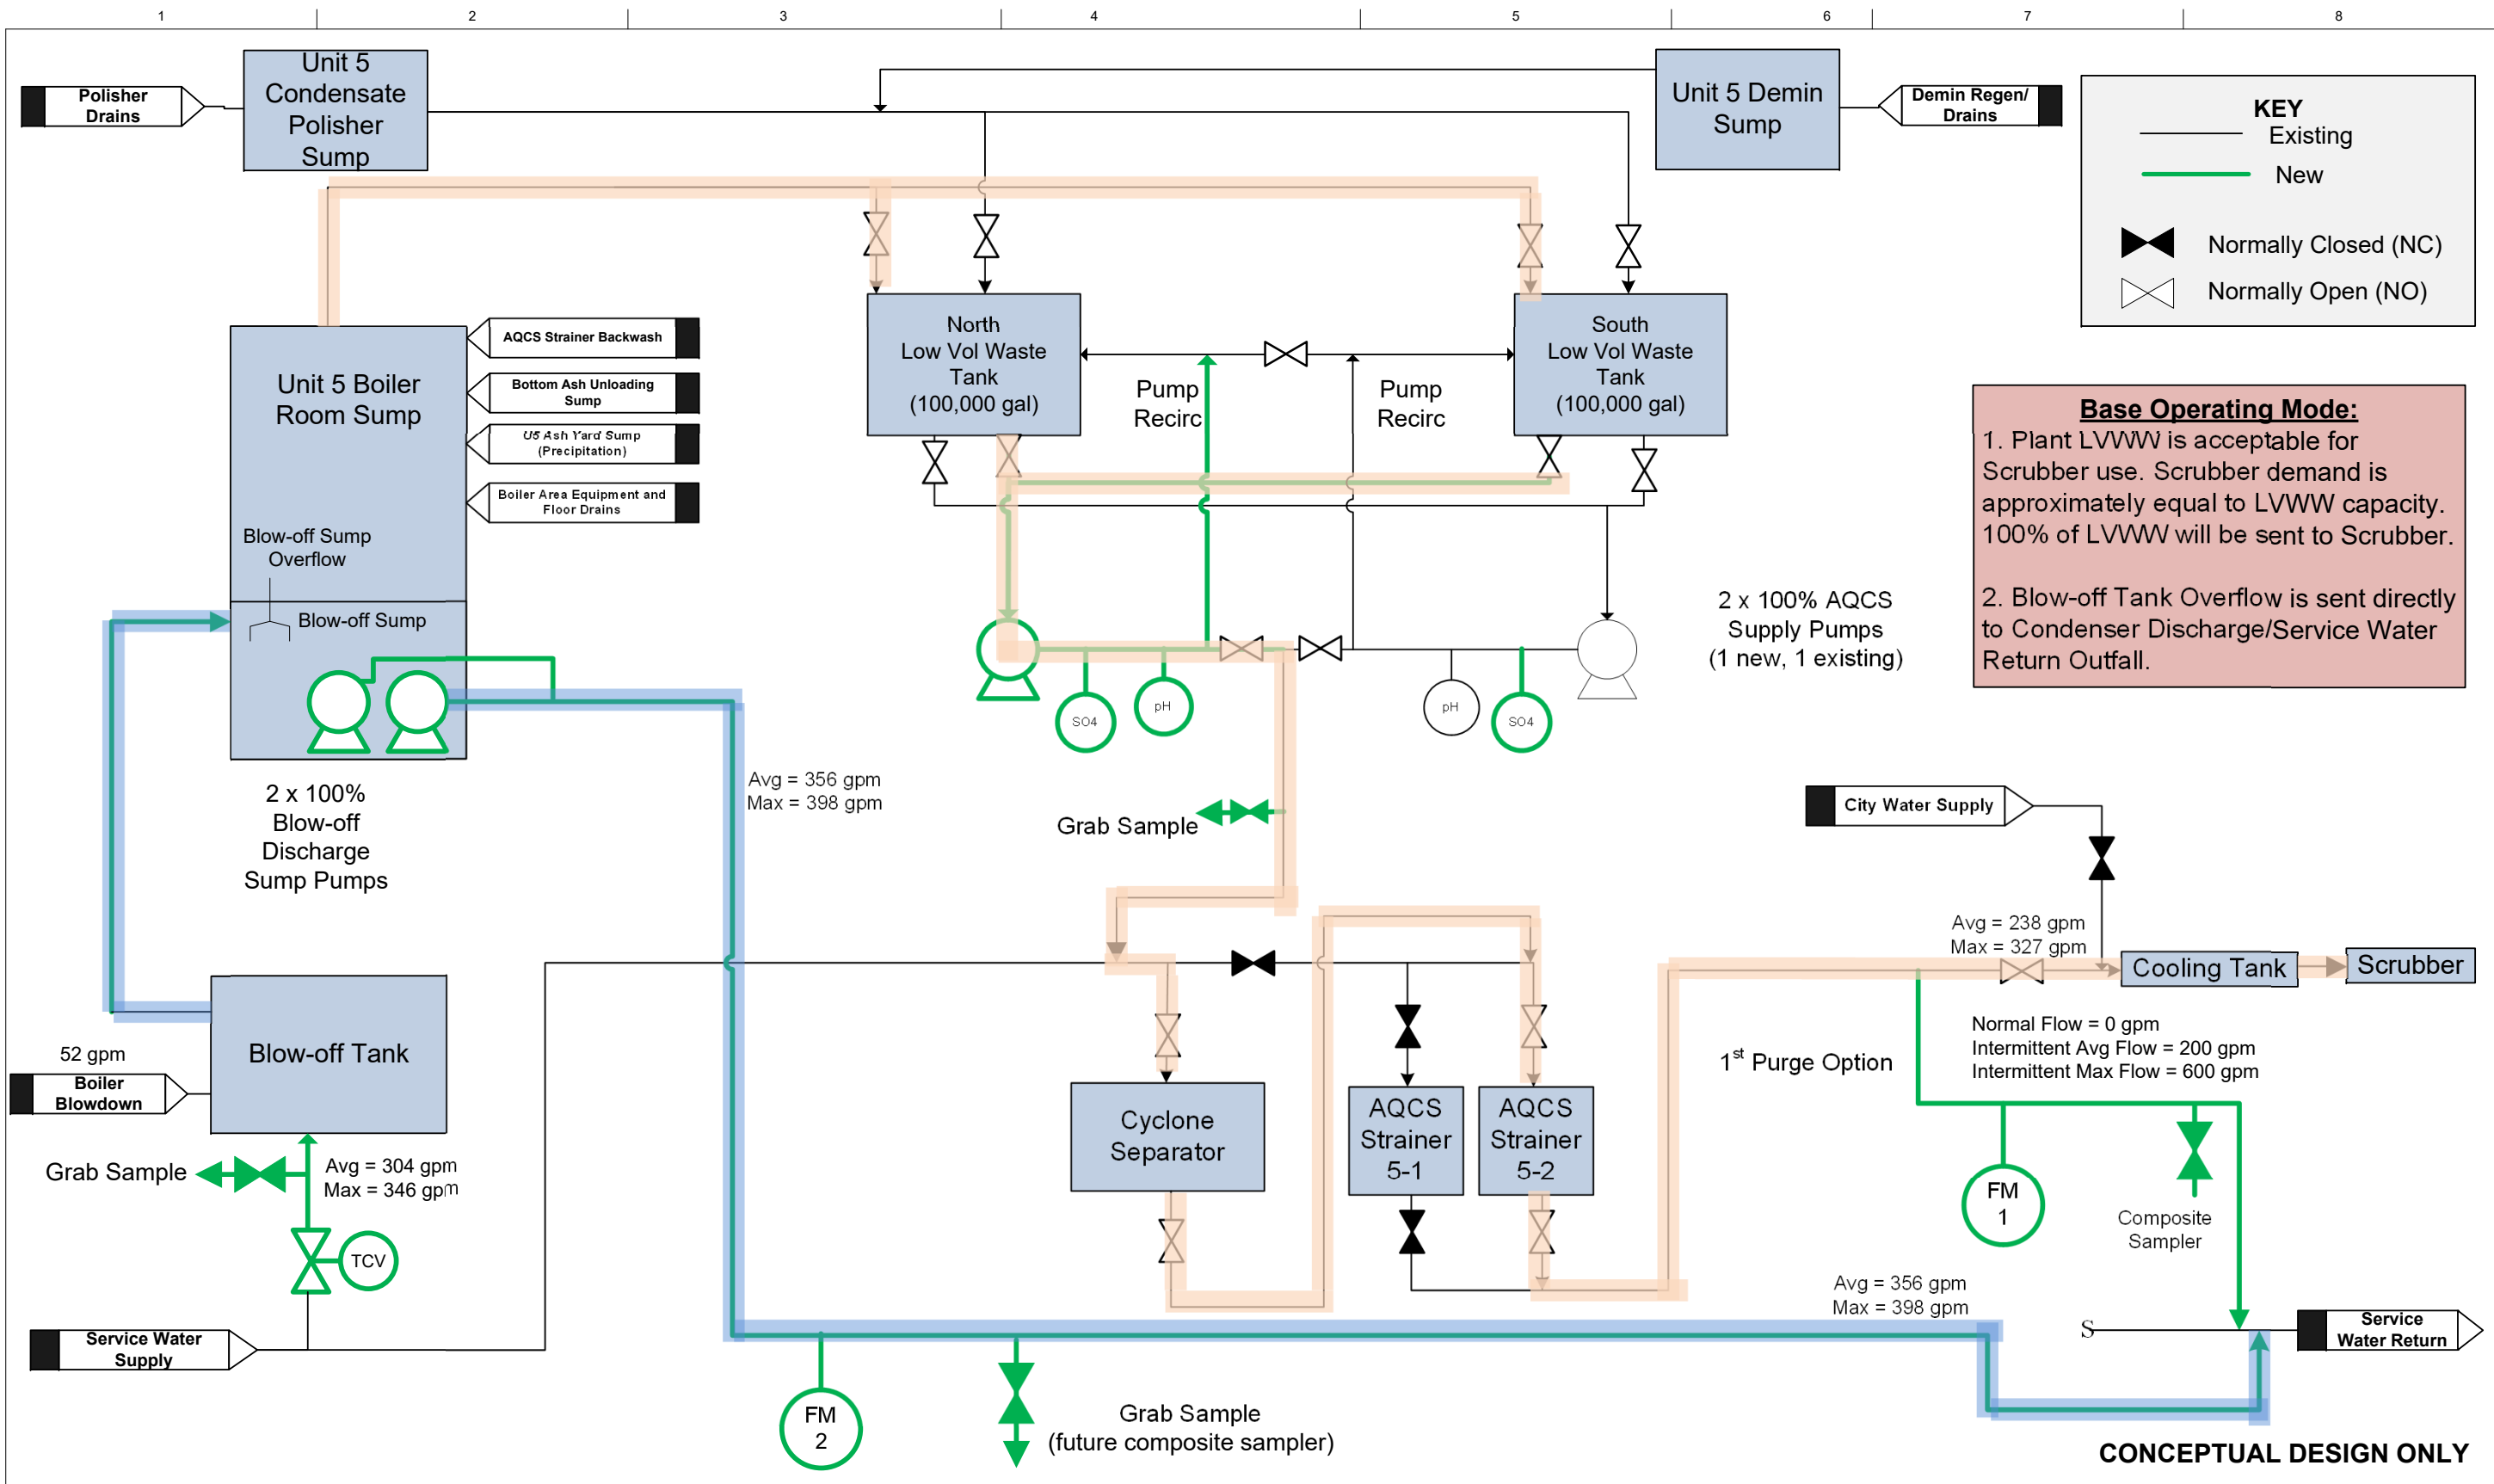 1 2 3 4 5 6 7 8
Polisher
Drains
Unit 5
Condensate
Polisher
Sump
Unit 5 Demin
Sump
Demin Regen/
Drains
KEY
Existing
New
Normally Closed (NC)
Normally Open (NO)
AQCS Strainer Backwash
Bottom Ash Unloading
Sump
U5 Ash Yard Sump
(Precipitation)
Boiler Area Equipment and
Floor Drains
Unit 5 Boiler
Room Sump
Blow-off Sump
Overflow
Blow-off Sump
North
Low Vol Waste
Tank
(100,000 gal)
Pump
Recirc
Pump
Recirc
South
Low Vol Waste
Tank
(100,000 gal)
Base Operating Mode:
1. Plant LVWW is acceptable for
Scrubber use. Scrubber demand is
approximately equal to LVWW capacity.
100% of LVWW will be sent to Scrubber.
2. Blow-off Tank Overflow is sent directly
to Condenser Discharge/Service Water
Return Outfall.
2 x 100% AQCS
Supply Pumps
(1 new, 1 existing)
SO4
pH
pH
SO4
2 x 100%
Blow-off
Discharge
Sump Pumps
Avg = 356 gpm
Max = 398 gpm
Grab Sample
City Water Supply
Avg = 238 gpm
Max = 327 gpm
Cooling Tank
Scrubber
Normal Flow = 0 gpm
Intermittent Avg Flow = 200 gpm
Intermittent Max Flow = 600 gpm
1st Purge Option
52 gpm
Boiler
Blowdown
Blow-off Tank
Cyclone
Separator
AQCS
Strainer
5-1
AQCS
Strainer
5-2
Grab Sample
Avg = 304 gpm
Max = 346 gpm
TCV
FM
1
Composite
Sampler
Avg = 356 gpm
Max = 398 gpm
S
Service
Water Return
Service Water
Supply
FM
2
Grab Sample
(future composite sampler)
CONCEPTUAL DESIGN ONLY